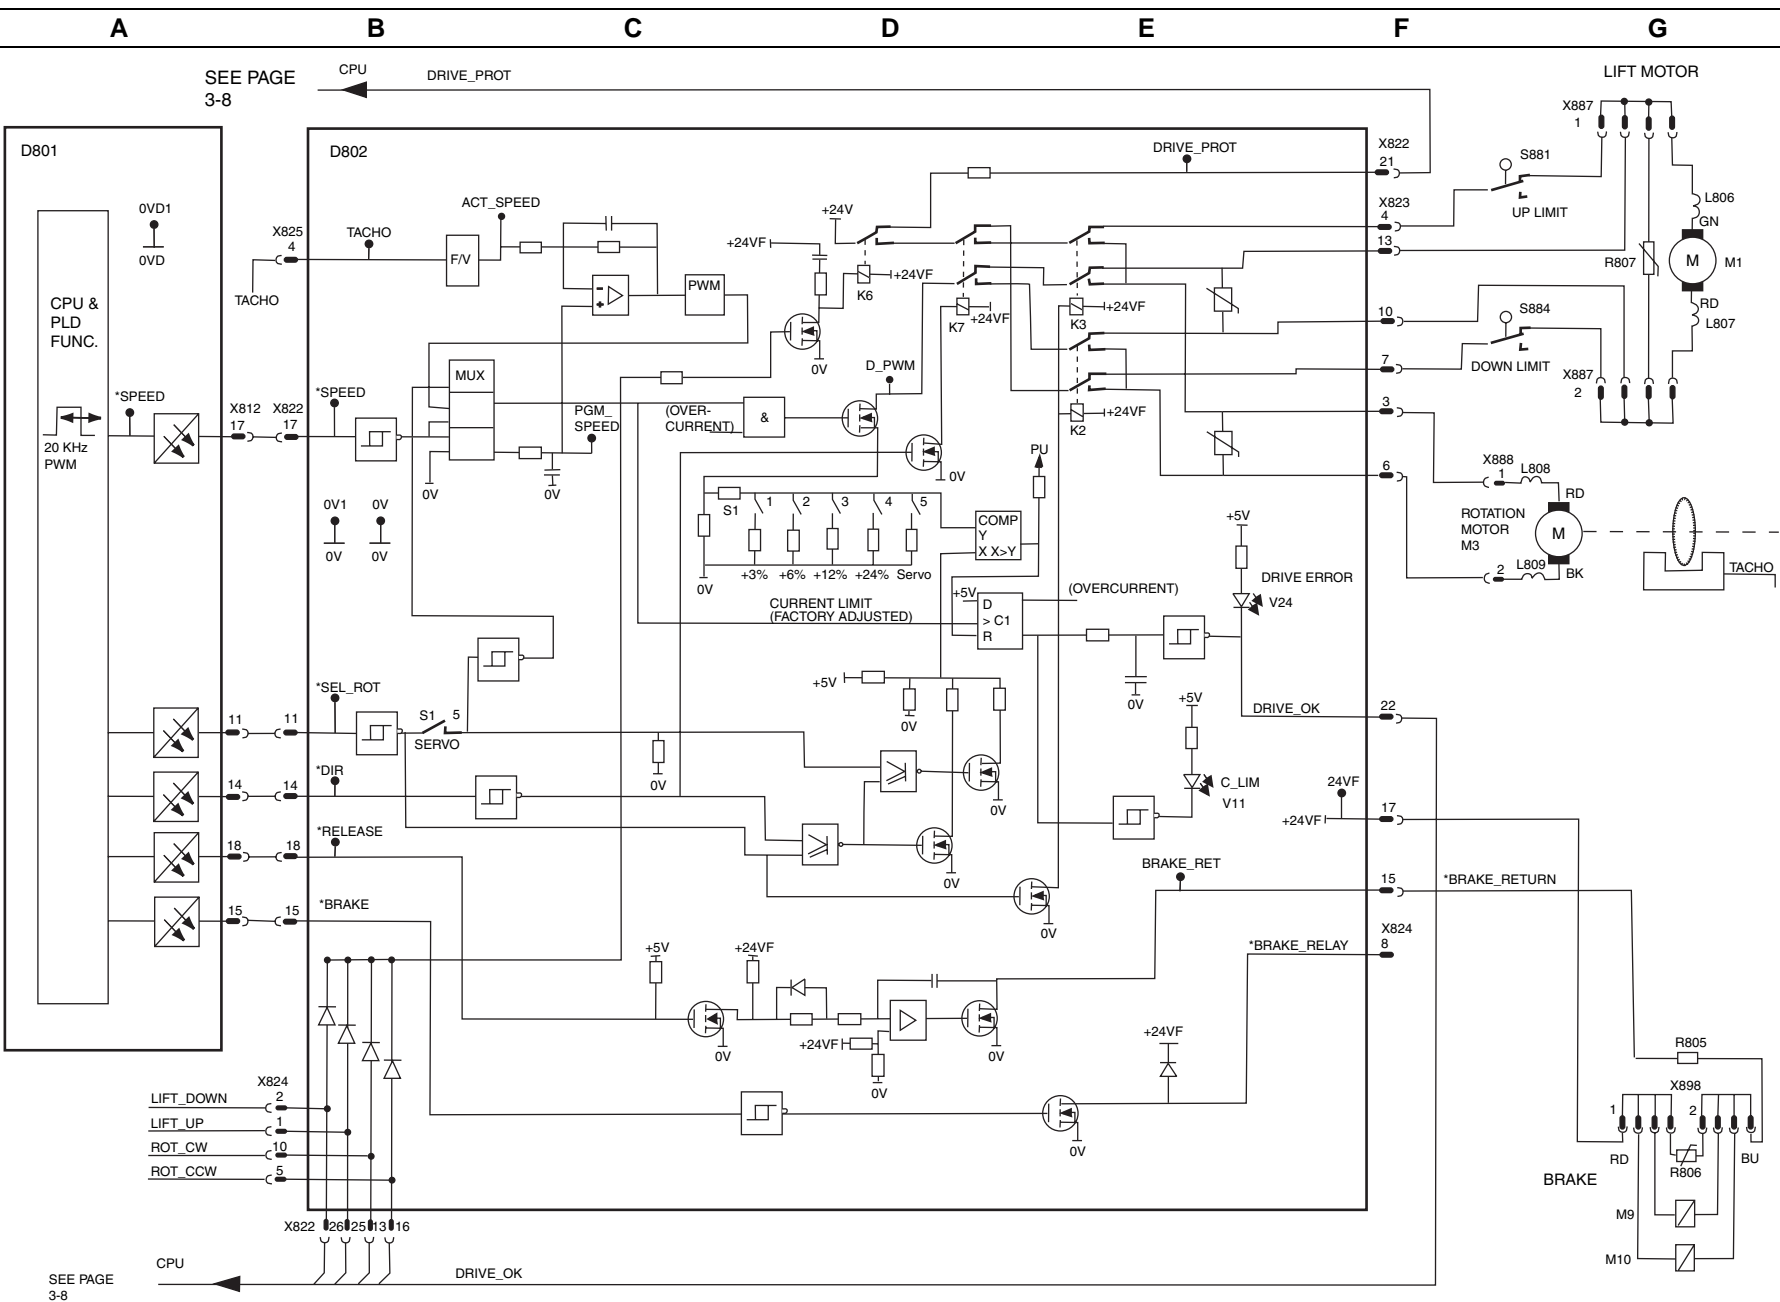 A B C D E F G
SEE PAGE
3-8
CPU
DRIVE_PROT
LIFT MOTOR
X887
1
D801
D802
DRIVE_PROT
X822
21
S881
UP LIMIT
L806
GN
0VD1
0VD
X825
4
TACHO
TACHO
ACT_SPEED
F/V
+24V
+24VF
K6
+24VF
K7
+24VF
K3
+24VF
X823
4
13
R807
M
M1
RD
L807
CPU &
PLD
FUNC.
-
+
PWM
0V
10
S884
DOWN LIMIT
7
X887
2
*SPEED
20 KHz
PWM
X812
17
X822
17
*SPEED
MUX
0V
0V
PGM_
SPEED
(OVER-
CURRENT)
&
D_PWM
0V
K2
+24VF
3
6
0V1
0V
0V
0V
S1
1
2
3
4
5
+3%
+6%
+12%
+24%
Servo
0V
CURRENT LIMIT
(FACTORY ADJUSTED)
PU
COMP
Y
X X>Y
+5V
D
> C1
R
(OVERCURRENT)
+5V
DRIVE ERROR
V24
X888
1
L808
RD
ROTATION
MOTOR
M3
M
2
L809
BK
TACHO
*SEL_ROT
11
11
S1
5
SERVO
0V
+5V
0V
0V
+5V
DRIVE_OK
22
*DIR
14
14
0V
C_LIM
V11
24VF
+24VF
17
*RELEASE
18
18
0V
BRAKE_RET
15
*BRAKE_RETURN
*BRAKE
15
15
0V
+5V
+24VF
0V
+24VF
0V
0V
*BRAKE_RELAY
X824
8
+24VF
0V
R805
X898
1
2
RD
R806
BU
BRAKE
M9
M10
X824
LIFT_DOWN
2
LIFT_UP
1
ROT_CW
10
ROT_CCW
5
X822
26
25
13
16
CPU
SEE PAGE
3-8
DRIVE_OK